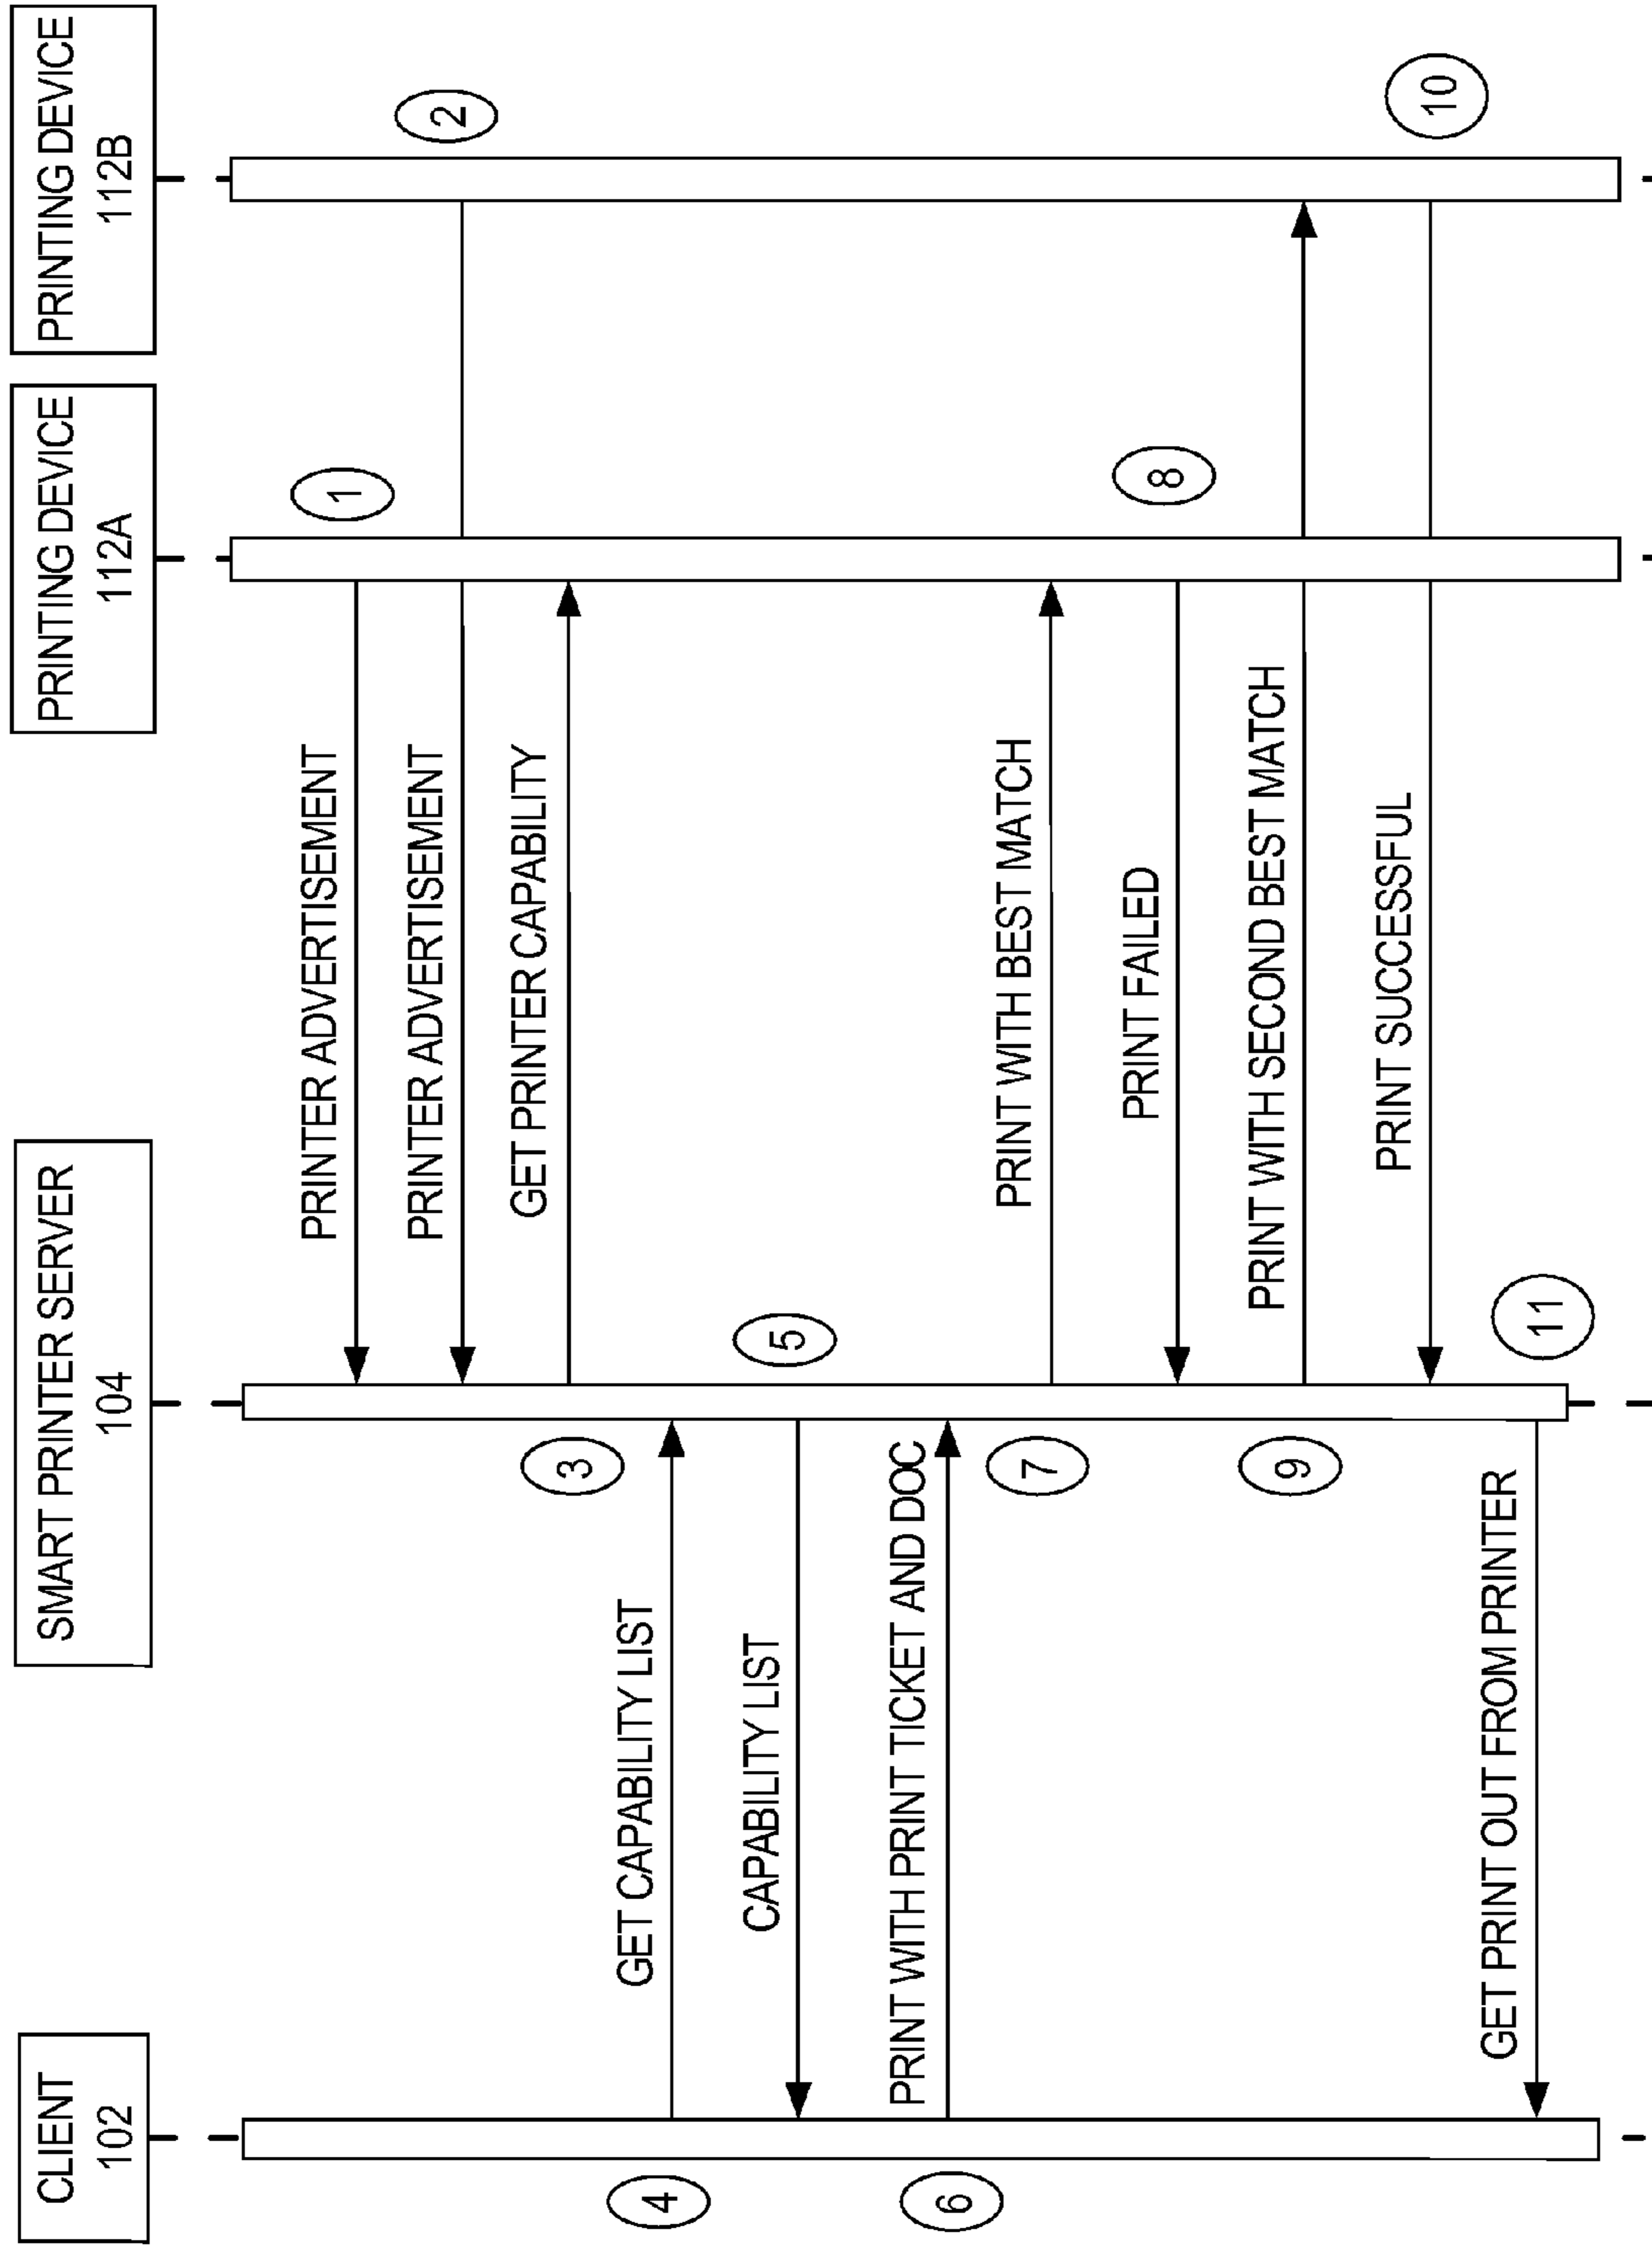 CLIENT
102
SMART PRINTER SERVER
104
PRINTING DEVICE
112A
PRINTING DEVICE
112B
1
PRINTER ADVERTISEMENT
2
PRINTER ADVERTISEMENT
3
GET PRINTER CAPABILITY
4
GET CAPABILITY LIST
5
CAPABILITY LIST
6
PRINT WITH PRINT TICKET AND DOC
7
PRINT WITH BEST MATCH
8
PRINT FAILED
9
PRINT WITH SECOND BEST MATCH
10
PRINT SUCCESSFUL
11
GET PRINT OUT FROM PRINTER